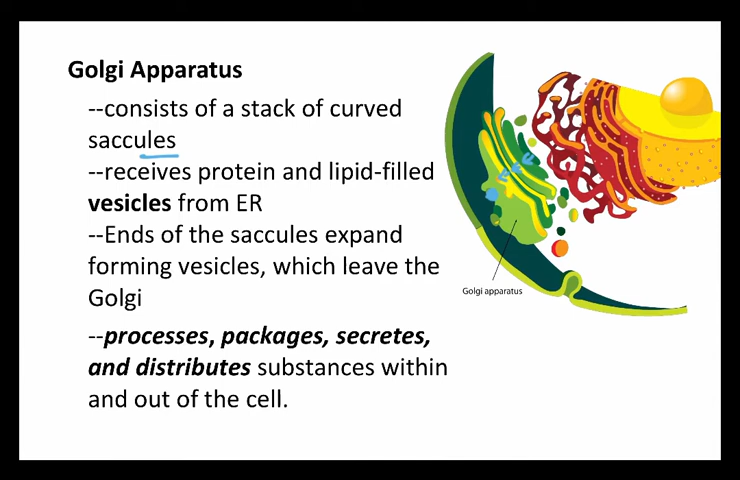 Golgi Apparatus
--consists of a stack of curved
saccules
--receives protein and lipid-filled
vesicles from ER
--Ends of the saccules expand
forming vesicles, which leave the
Golgi
--processes, packages, secretes,
and distributes substances within
and out of the cell.
Golgi apparatus